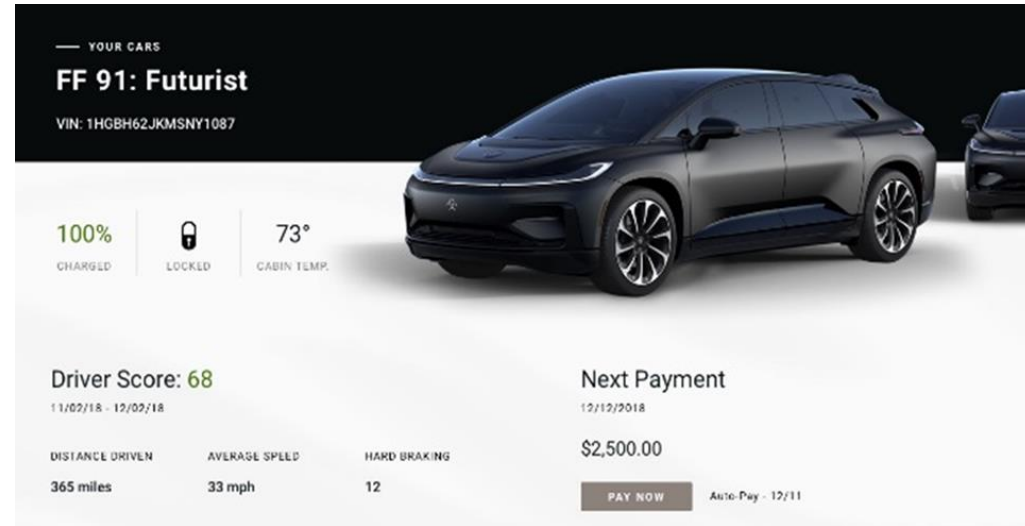 YOUR CARS
FF 91: Futurist
VIN: 1HGBH62JKMSNY1087
100%
CHARGED
LOCKED
73°
CABIN TEMP.
Driver Score: 68
11/02/18 - 12/02/18
DISTANCE DRIVEN
365 miles
AVERAGE SPEED
33 mph
HARD BRAKING
12
Next Payment
12/12/2018
$2,500.00
PAY NOW
Auto-Pay - 12/11